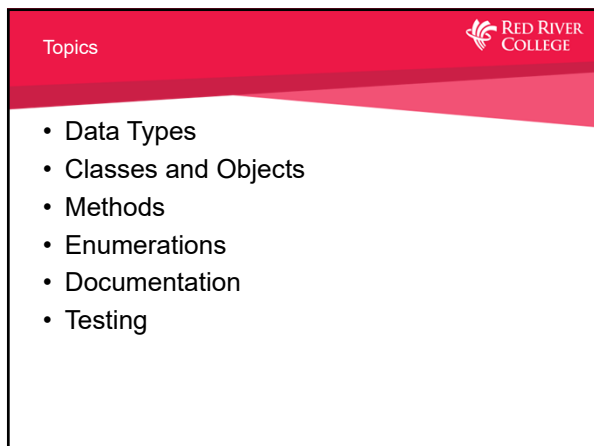 Topics
RED RIVER
COLLEGE
• Data Types
• Classes and Objects
• Methods
• Enumerations
• Documentation
• Testing